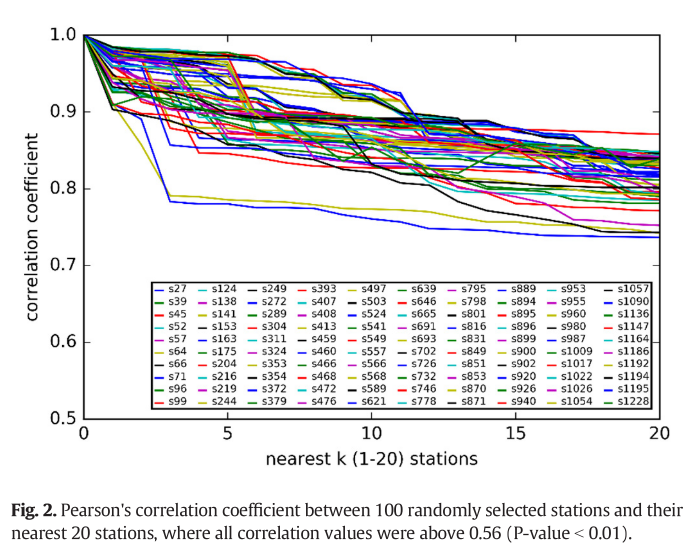 1.0
0.9
0.8
0.7
0.6
0.5
correlation coefficient
s27 s124 s249 s393 s497 s639 s795 s889 s953 s1057
s39 s138 s272 s407 s503 s646 s798 s894 s955 s1090
s45 s141 s289 s408 s524 s665 s801 s895 s960 s1136
s52 s153 s304 s413 s541 s691 s816 s896 s980 s1147
s57 s163 s311 s459 s549 s693 s831 s899 s987 s1164
s64 s175 s324 s460 s557 s702 s849 s900 s1009 s1186
s66 s204 s353 s466 s566 s726 s851 s902 s1017 s1192
s71 s216 s354 s468 s568 s732 s853 s920 s1022 s1194
s96 s219 s372 s472 s589 s746 s870 s926 s1026 s1195
s99 s244 s379 s476 s621 s778 s871 s940 s1054 s1228
0 5 10 15 20
nearest k (1-20) stations
Fig. 2. Pearson's correlation coefficient between 100 randomly selected stations and their
nearest 20 stations, where all correlation values were above 0.56 (P-value < 0.01).